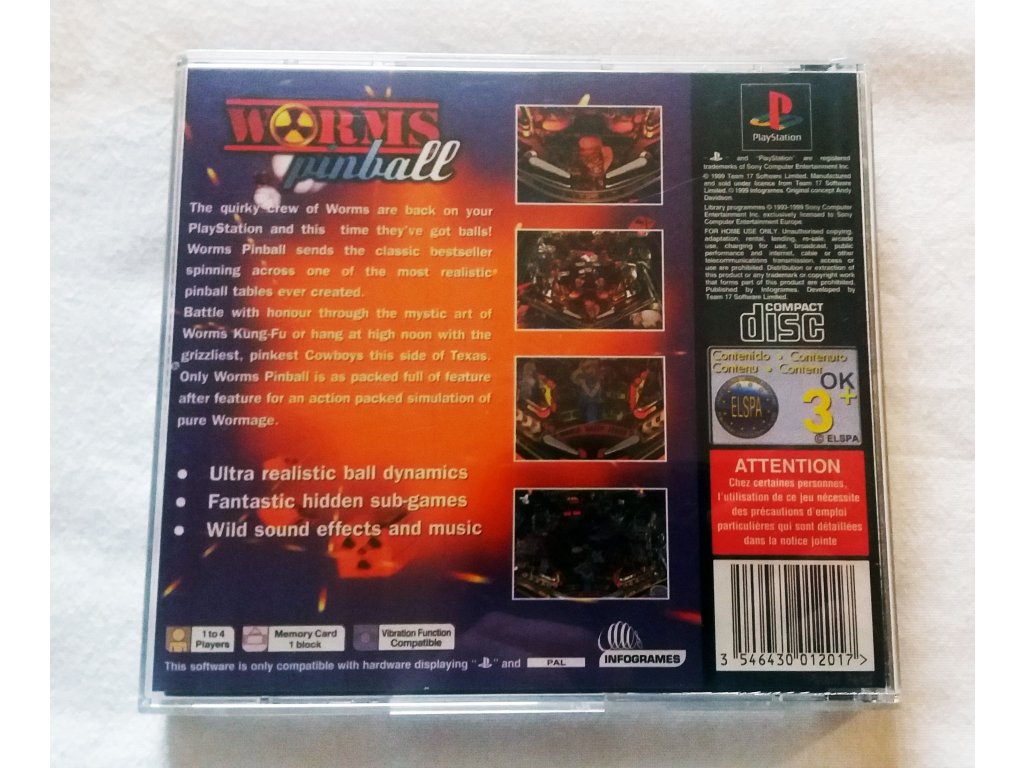 WORMS
pinball
The quirky crew of Worms are back on your
PlayStation and this time they've got balls!
Worms Pinball sends the classic bestseller
spinning across one of the most realistic
pinball tables ever created.
Battle with honour through the mystic art of
Worms Kung-Fu or hang at high noon with the
grizzliest, pinkest Cowboys this side of Texas.
Only Worms Pinball is as packed full of feature
after feature for an action packed simulation of
pure Wormage.
• Ultra realistic ball dynamics
• Fantastic hidden sub-games
• Wild sound effects and music
1 to 4
Players
Memory Card
1 block
Vibration Function
Compatible
This software is only compatible with hardware displaying " " and PAL
INFOGRAMES
PlayStation
" " and "PlayStation" are registered
trademarks of Sony Computer Entertainment Inc.
© 1999 Team 17 Software Limited. Manufactured
and sold under licence from Team 17 Software
Limited. © 1999 Infogrames. Original concept Andy
Davidson.
Library programmes © 1993-1999 Sony Computer
Entertainment Inc. exclusively licensed to Sony
Computer Entertainment Europe.
FOR HOME USE ONLY. Unauthorised copying,
adaptation, rental, lending, re-sale, arcade
use, charging for use, broadcast, public
performance and internet, cable or other
telecommunications transmission, access or
use are prohibited. Distribution or extraction of
this product or any trademark or copyright work
that forms part of this product are prohibited.
Published by Infogrames. Developed by
Team 17 Software Limited.
COMPACT
disc
Contenido • Contenuto
Contenu • Content
ELSPA
OK
3+
© ELSPA
ATTENTION
Chez certaines personnes,
l'utilisation de ce jeu nécessite
des précautions d'emploi
particulières qui sont détaillées
dans la notice jointe
3 546430 012017 >